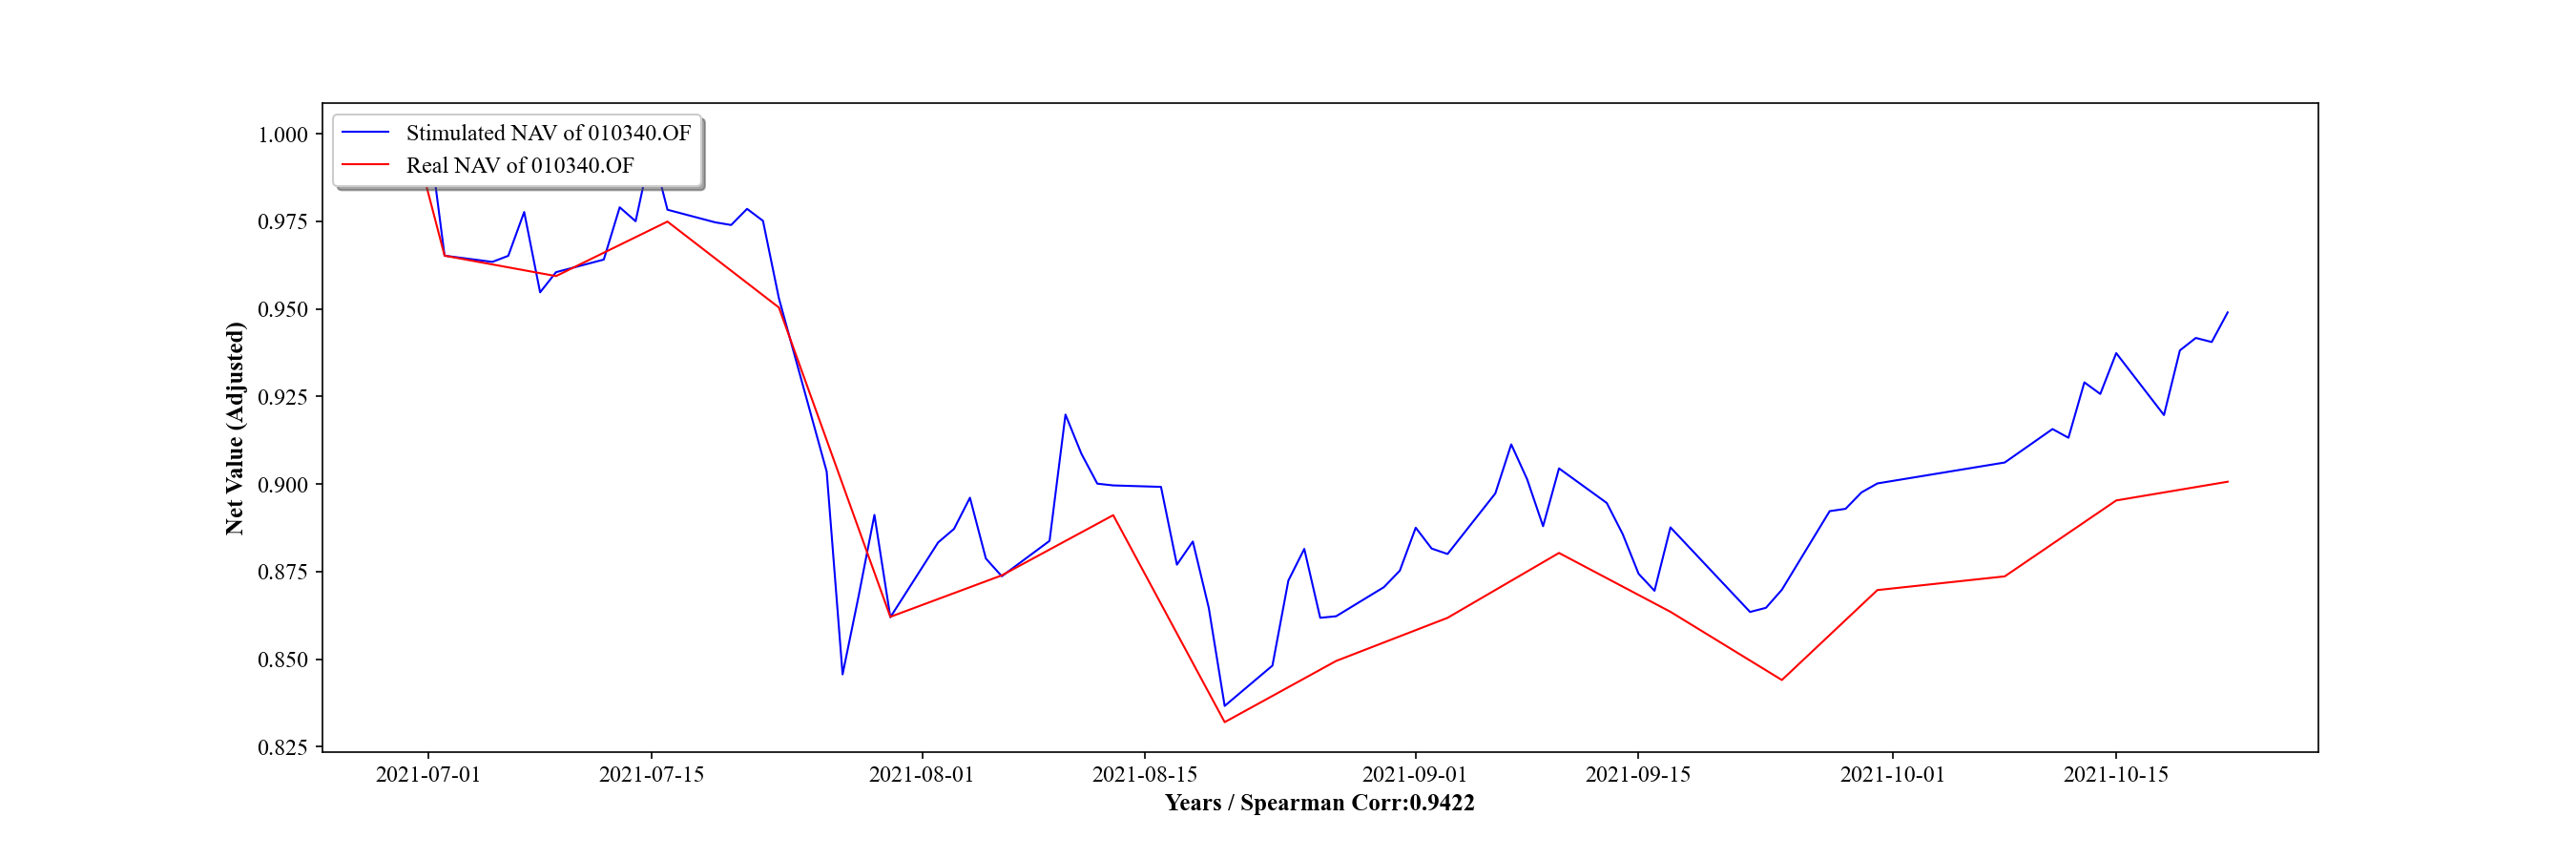 Stimulated NAV of 010340.OF
Real NAV of 010340.OF
1.000
0.975
0.950
0.925
0.900
0.875
0.850
0.825
Net Value (Adjusted)
2021-07-01 2021-07-15 2021-08-01 2021-08-15 2021-09-01 2021-09-15 2021-10-01 2021-10-15
Years / Spearman Corr:0.9422